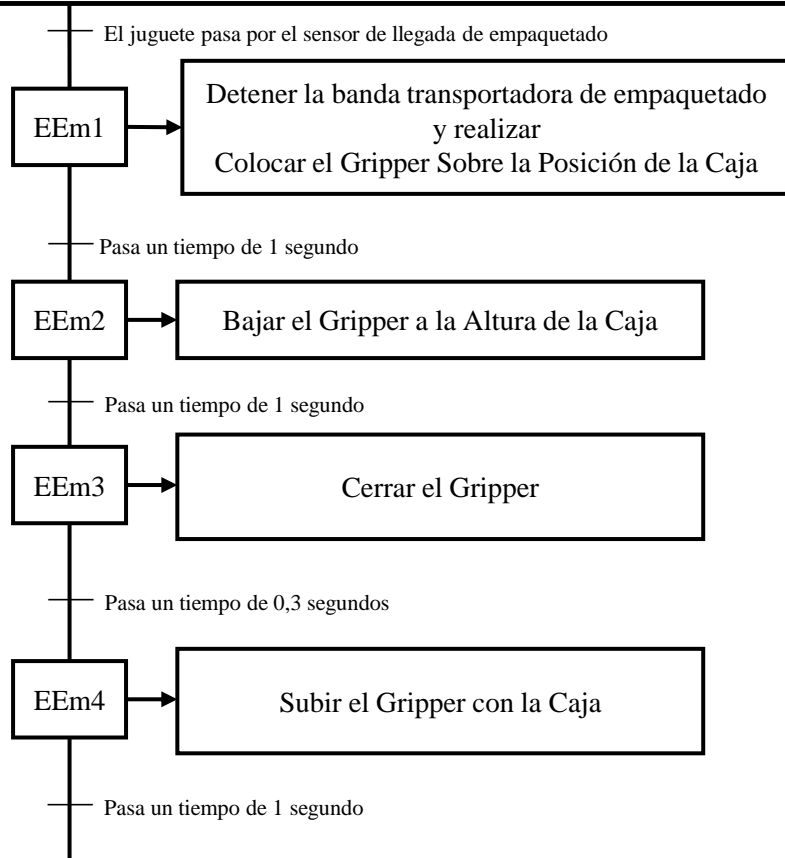 El juguete pasa por el sensor de llegada de empaquetado
EEm1
Detener la banda transportadora de empaquetado
y realizar
Colocar el Gripper Sobre la Posición de la Caja
Pasa un tiempo de 1 segundo
EEm2
Bajar el Gripper a la Altura de la Caja
Pasa un tiempo de 1 segundo
EEm3
Cerrar el Gripper
Pasa un tiempo de 0,3 segundos
EEm4
Subir el Gripper con la Caja
Pasa un tiempo de 1 segundo